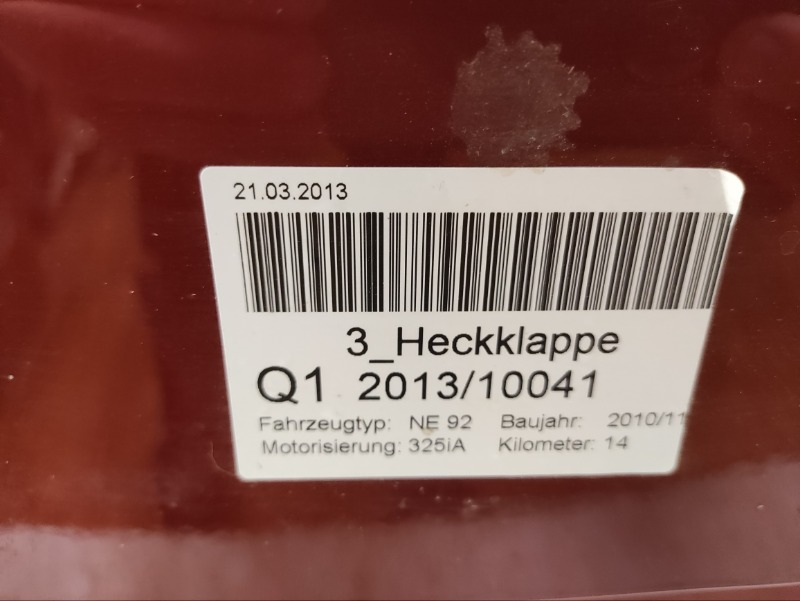 21.03.2013
3_Heckklappe
Q1 2013/10041
Fahrzeugtyp: NE 92 Baujahr: 2010/11
Motorisierung: 325iA Kilometer: 14